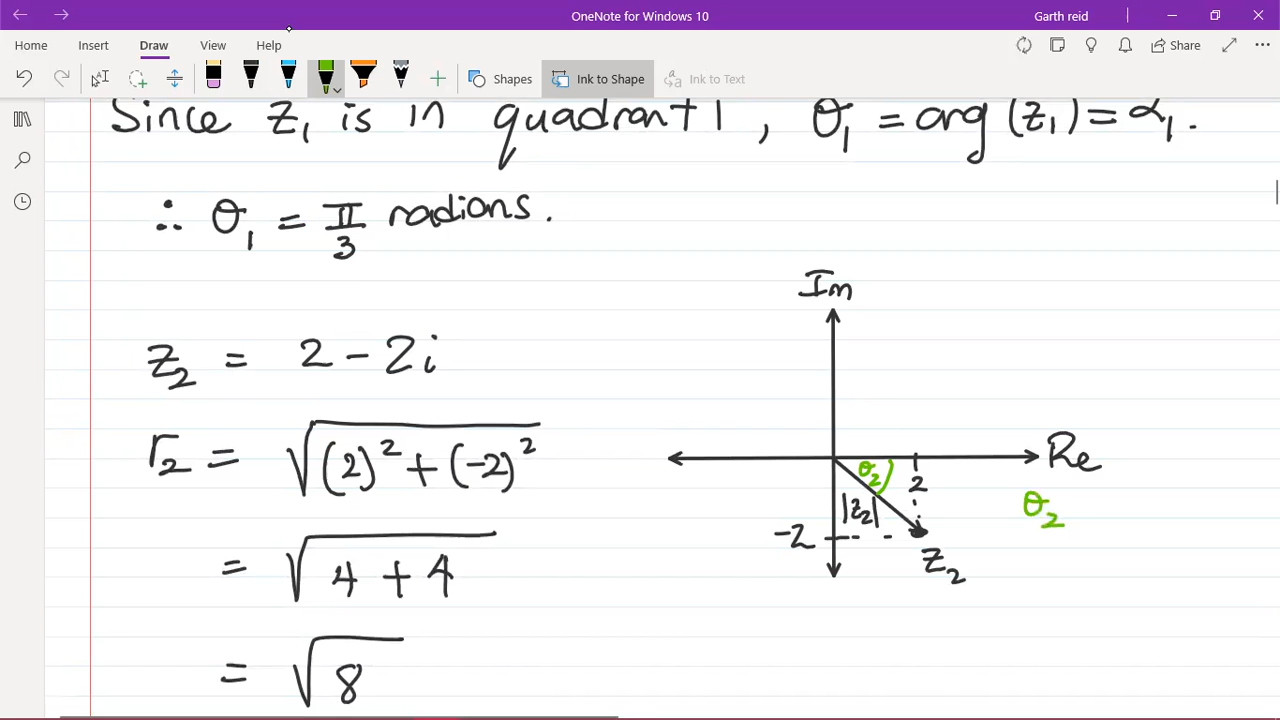 OneNote for Windows 10
Garth reid
Home Insert Draw View Help
Share
Shapes
Ink to Shape
Ink to Text
Since z₁ is in quadrant 1, θ₁ = arg(z₁) = α₁.
∴ θ₁ = π/3 radians.
z₂ = 2 - 2i
r₂ = √((2)² + (-2)²)
= √(4 + 4)
= √8
Im
Re
θ₂
2
|z₂|
θ₂
-2
z₂